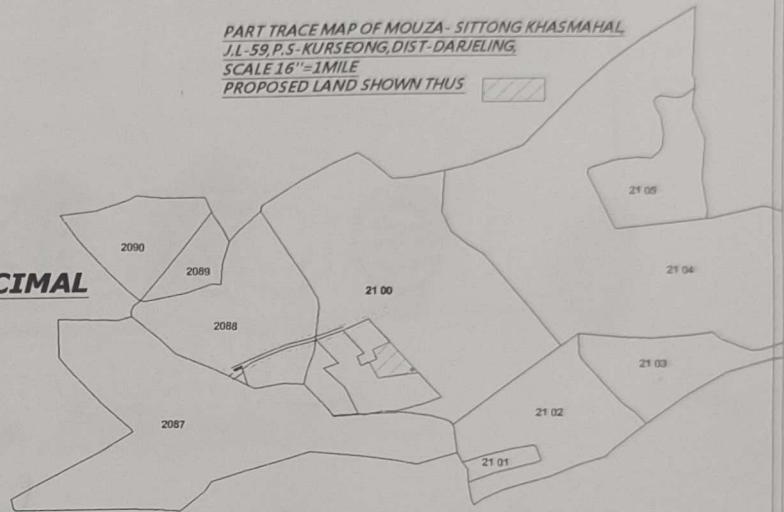 PART TRACE MAP OF MOUZA- SITTONG KHASMAHAL
J.L-59,P.S-KURSEONG,DIST-DARJELING,
SCALE 16"=1MILE
PROPOSED LAND SHOWN THUS
21 05
2090
2089
21 04
CIMAL
21 00
2088
21 03
21 02
2087
21 01